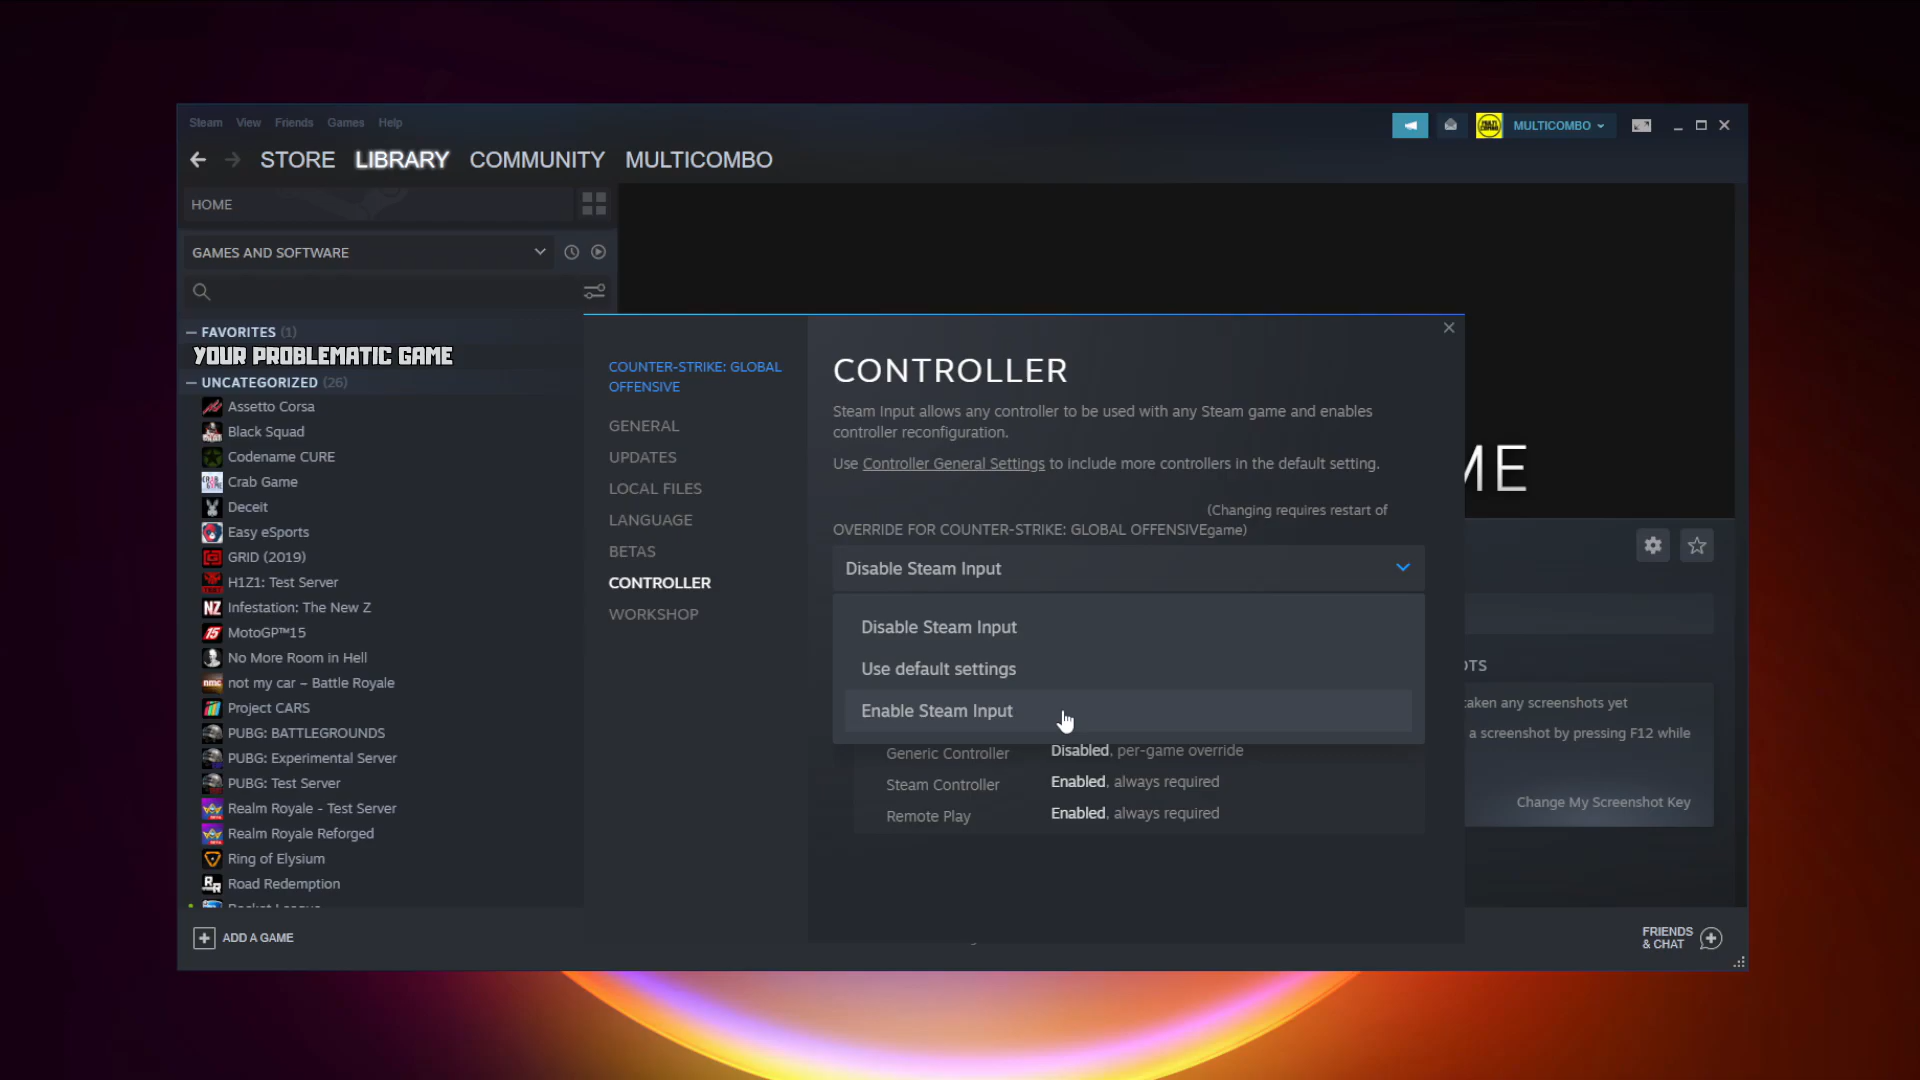 Steam View Friends Games Help
MULTICOMBO
STORE LIBRARY COMMUNITY MULTICOMBO
HOME
GAMES AND SOFTWARE
FAVORITES (1)
YOUR PROBLEMATIC GAME
UNCATEGORIZED (26)
Assetto Corsa
Black Squad
Codename CURE
Crab Game
Deceit
Easy eSports
GRID (2019)
H1Z1: Test Server
Infestation: The New Z
MotoGP™15
No More Room in Hell
not my car – Battle Royale
Project CARS
PUBG: BATTLEGROUNDS
PUBG: Experimental Server
PUBG: Test Server
Realm Royale - Test Server
Realm Royale Reforged
Ring of Elysium
Road Redemption
ADD A GAME
COUNTER-STRIKE: GLOBAL
OFFENSIVE
GENERAL
UPDATES
LOCAL FILES
LANGUAGE
BETAS
CONTROLLER
WORKSHOP
CONTROLLER
Steam Input allows any controller to be used with any Steam game and enables
controller reconfiguration.
Use Controller General Settings to include more controllers in the default setting.
(Changing requires restart of
OVERRIDE FOR COUNTER-STRIKE: GLOBAL OFFENSIVEgame)
Disable Steam Input
Disable Steam Input
Use default settings
Enable Steam Input
Generic Controller Disabled, per-game override
Steam Controller Enabled, always required
Remote Play Enabled, always required
ME
OTS
taken any screenshots yet
a screenshot by pressing F12 while
Change My Screenshot Key
FRIENDS
& CHAT